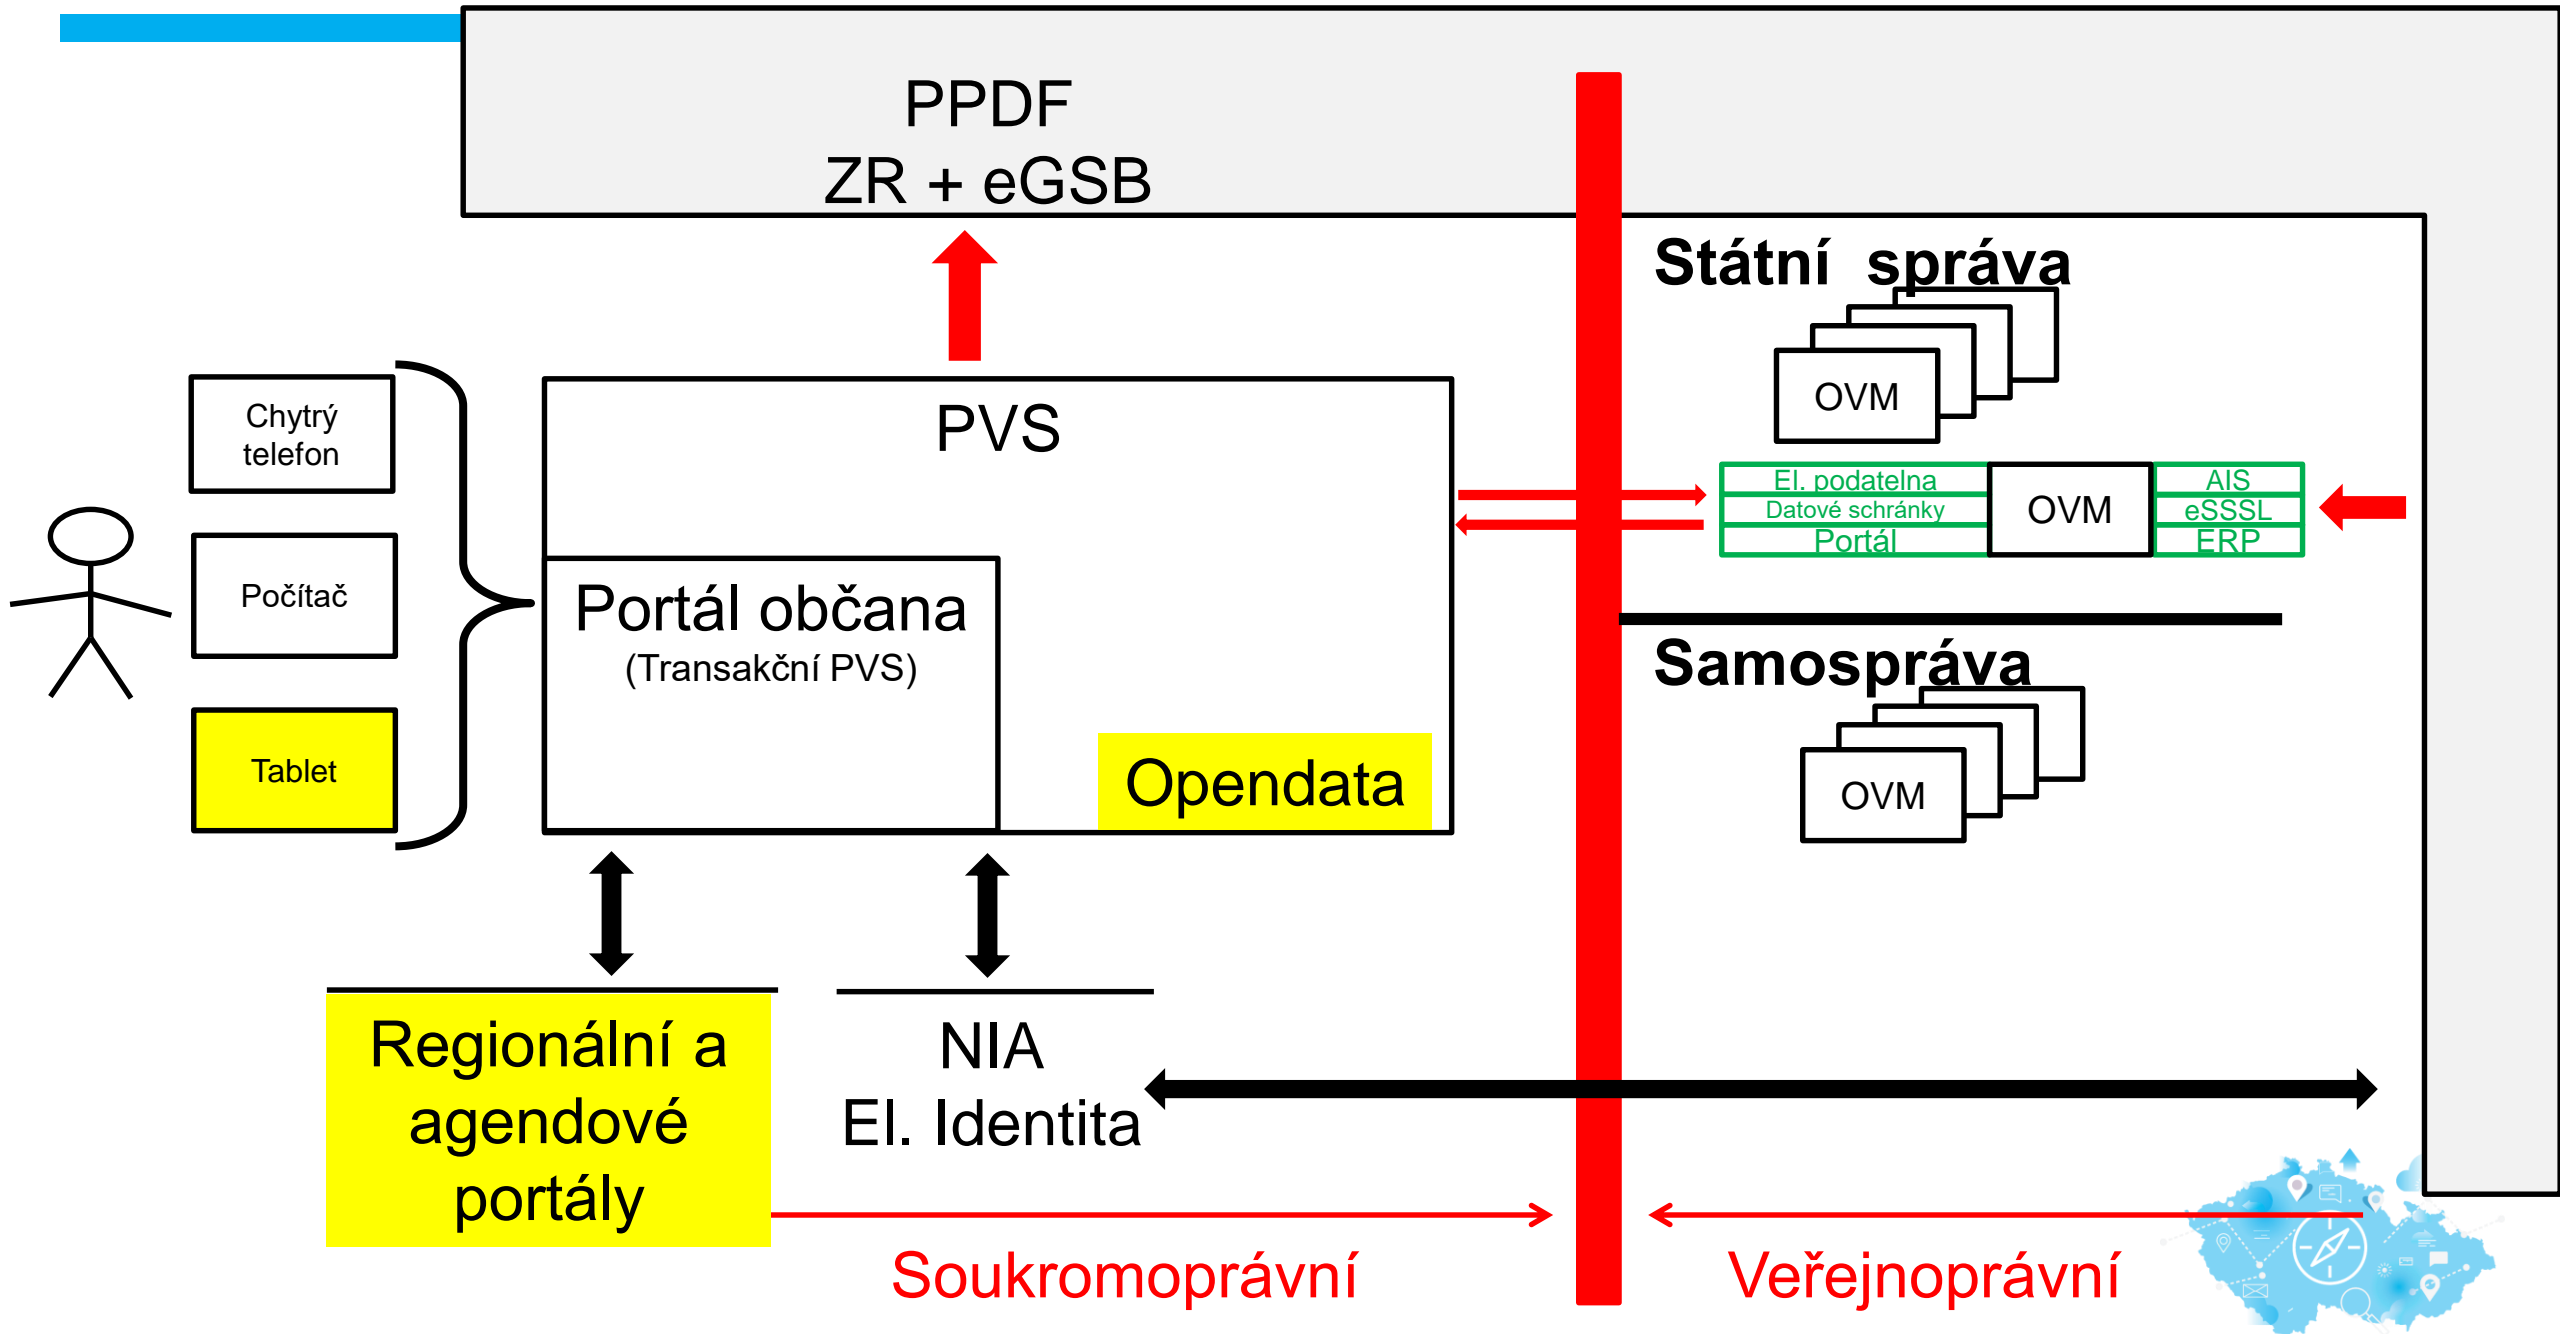 PPDF
ZR + eGSB
Státní  správa
OVM
Chytrý
telefon
PVS
El. podatelna
Datové schránky
Portál
OVM
AIS
eSSSL
ERP
Počítač
Portál občana
(Transakční PVS)
Samospráva
OVM
Tablet
Opendata
Regionální a
agendové
portály
NIA
El. Identita
Soukromoprávní
Veřejnoprávní